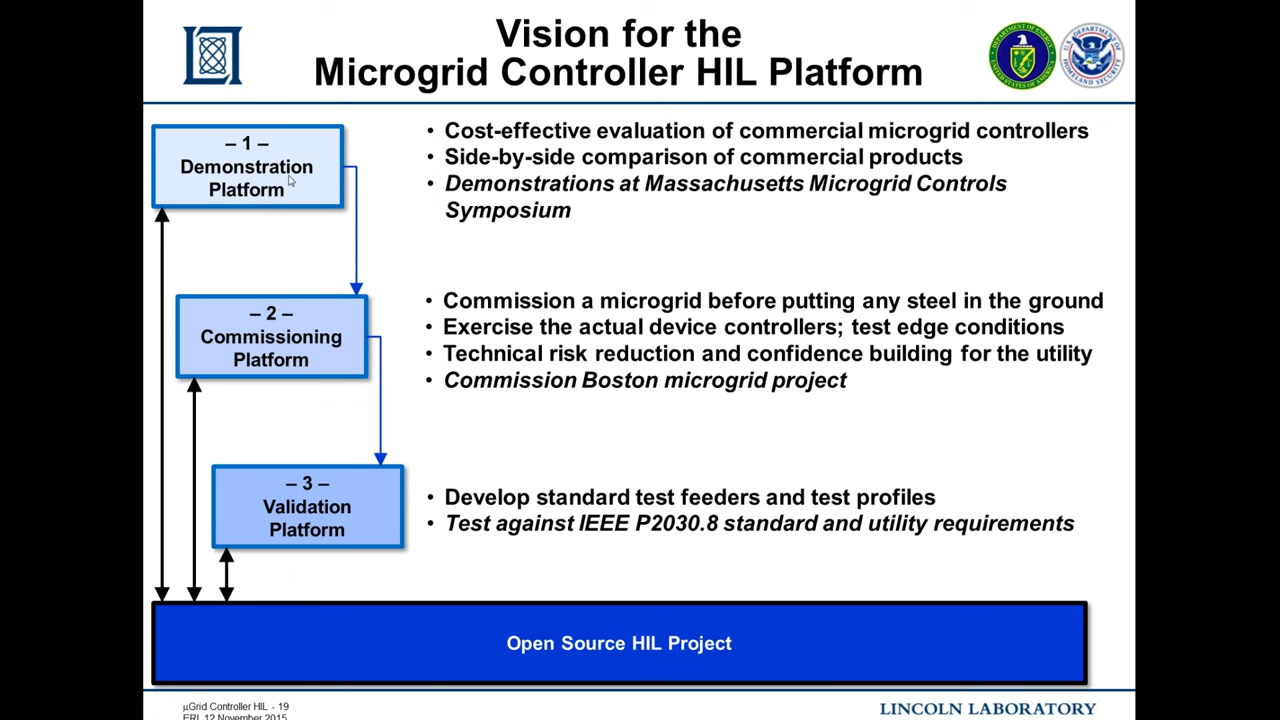 Vision for the
Microgrid Controller HIL Platform
– 1 –
Demonstration
Platform
• Cost-effective evaluation of commercial microgrid controllers
• Side-by-side comparison of commercial products
• Demonstrations at Massachusetts Microgrid Controls
Symposium
– 2 –
Commissioning
Platform
• Commission a microgrid before putting any steel in the ground
• Exercise the actual device controllers; test edge conditions
• Technical risk reduction and confidence building for the utility
• Commission Boston microgrid project
– 3 –
Validation
Platform
• Develop standard test feeders and test profiles
• Test against IEEE P2030.8 standard and utility requirements
Open Source HIL Project
µGrid Controller HIL - 19
ERL 12 November 2015
LINCOLN LABORATORY